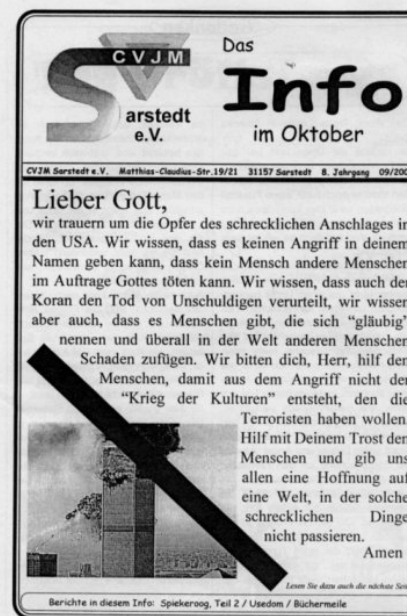 CVJM
Sarstedt
e.V.
Das
Info
im Oktober
CVJM Sarstedt e.V. Matthias-Claudius-Str.19/21 31157 Sarstedt 8. Jahrgang 09/200
Lieber Gott,
wir trauern um die Opfer des schrecklichen Anschlages in
den USA. Wir wissen, dass es keinen Angriff in deinem
Namen geben kann, dass kein Mensch andere Menschen
im Auftrage Gottes töten kann. Wir wissen, dass auch der
Koran den Tod von Unschuldigen verurteilt, wir wissen
aber auch, dass es Menschen gibt, die sich "gläubig"
nennen und überall in der Welt anderen Menschen
Schaden zufügen. Wir bitten dich, Herr, hilf den
Menschen, damit aus dem Angriff nicht der
"Krieg der Kulturen" entsteht, den die
Terroristen haben wollen.
Hilf mit Deinem Trost den
Menschen und gib uns
allen eine Hoffnung auf
eine Welt, in der solche
schrecklichen Dinge
nicht passieren.
Amen
Lesen Sie dazu auch die nächste Seit
Berichte in diesem Info: Spiekeroog, Teil 2 / Usedom / Büchermeile